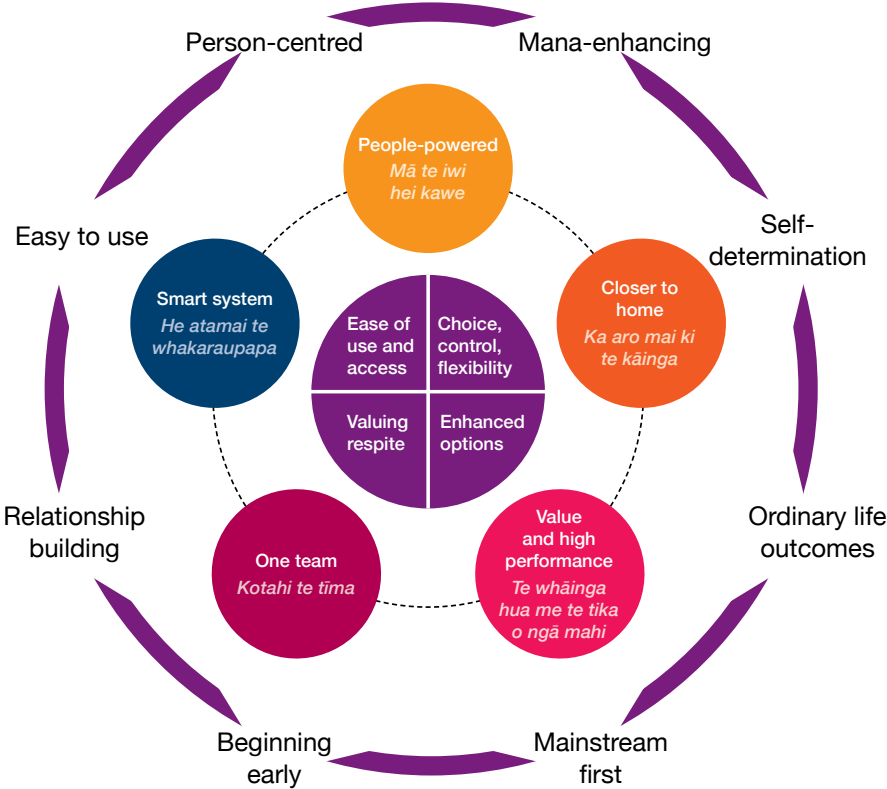 Person-centred
Mana-enhancing
Self-
determination
Ordinary life
outcomes
Mainstream
first
Beginning
early
Relationship
building
Easy to use
People-powered
Mā te iwi
hei kawe
Closer to
home
Ka aro mai ki
te kāinga
Value
and high
performance
Te whāinga
hua me te tika
o ngā mahi
One team
Kotahi te tīma
Smart system
He atamai te
whakaraupapa
Ease of
use and
access
Choice,
control,
flexibility
Valuing
respite
Enhanced
options